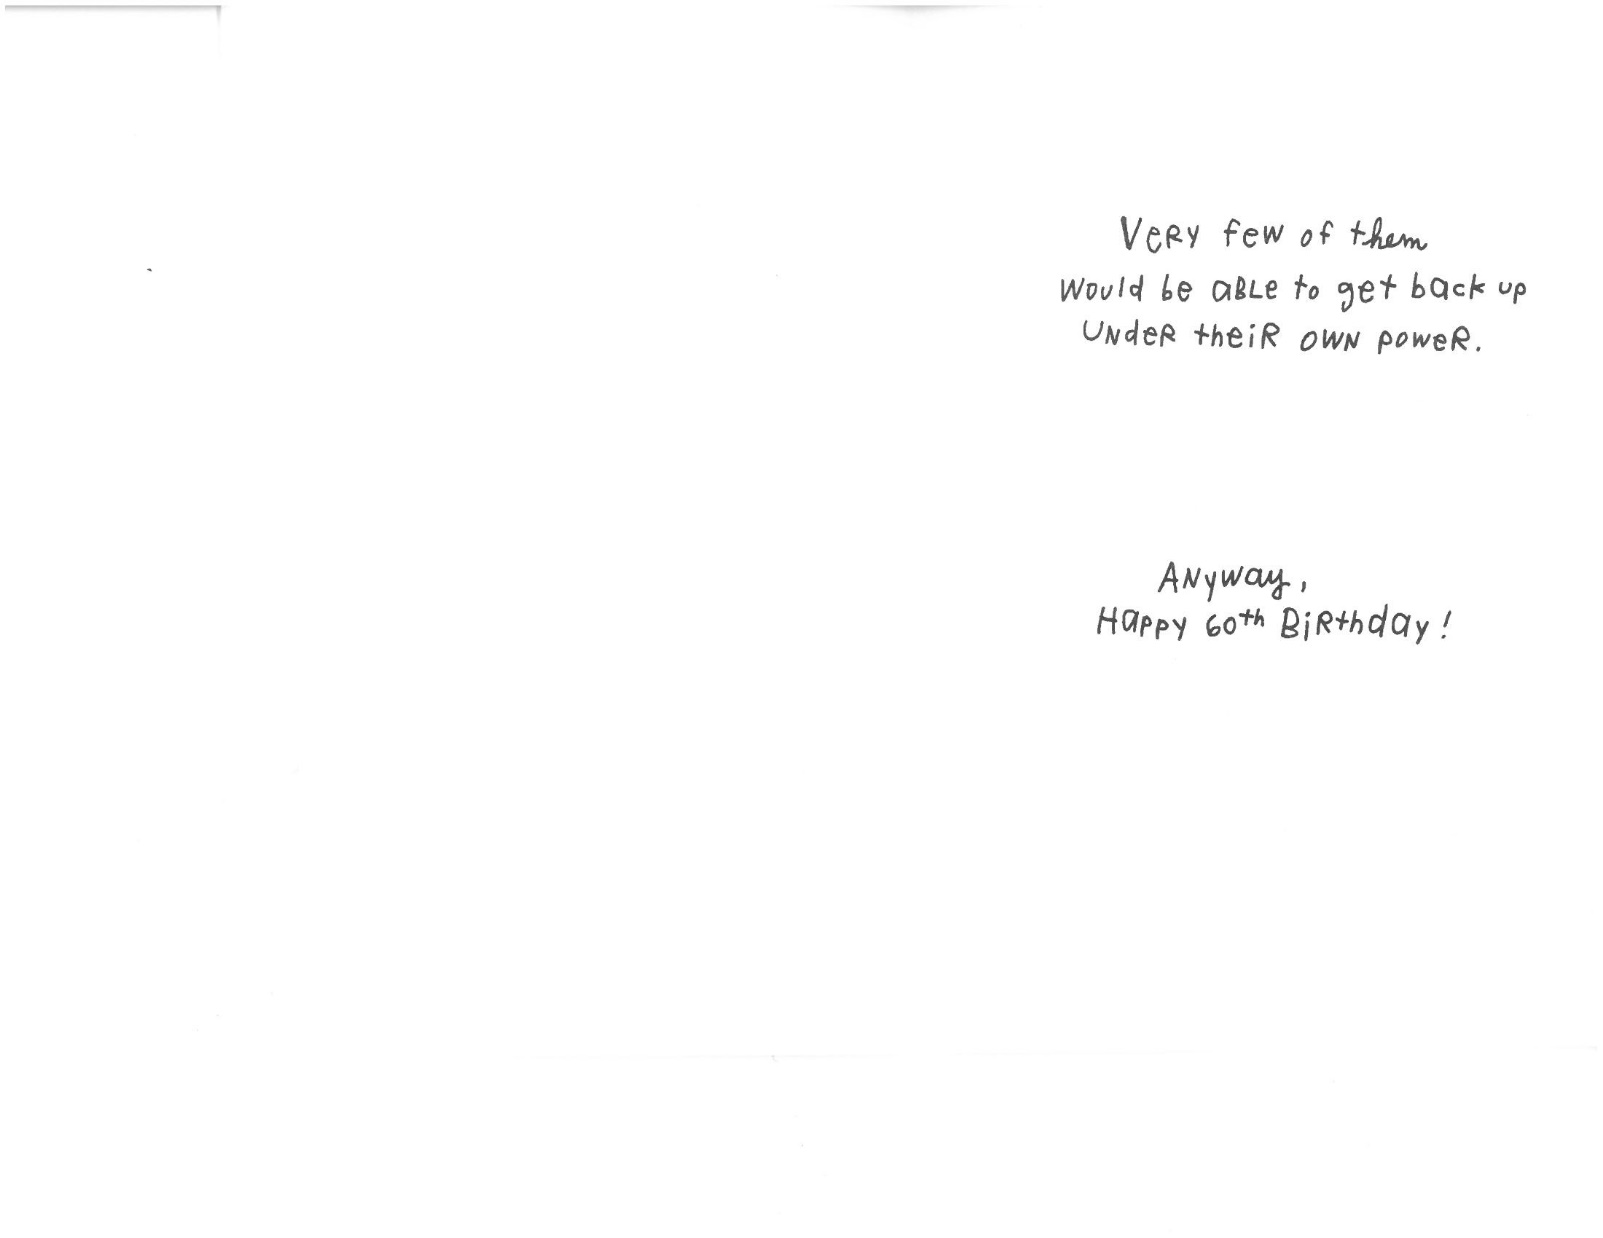 Very few of them
would be able to get back up
under their own power.
Anyway,
Happy 60th Birthday!